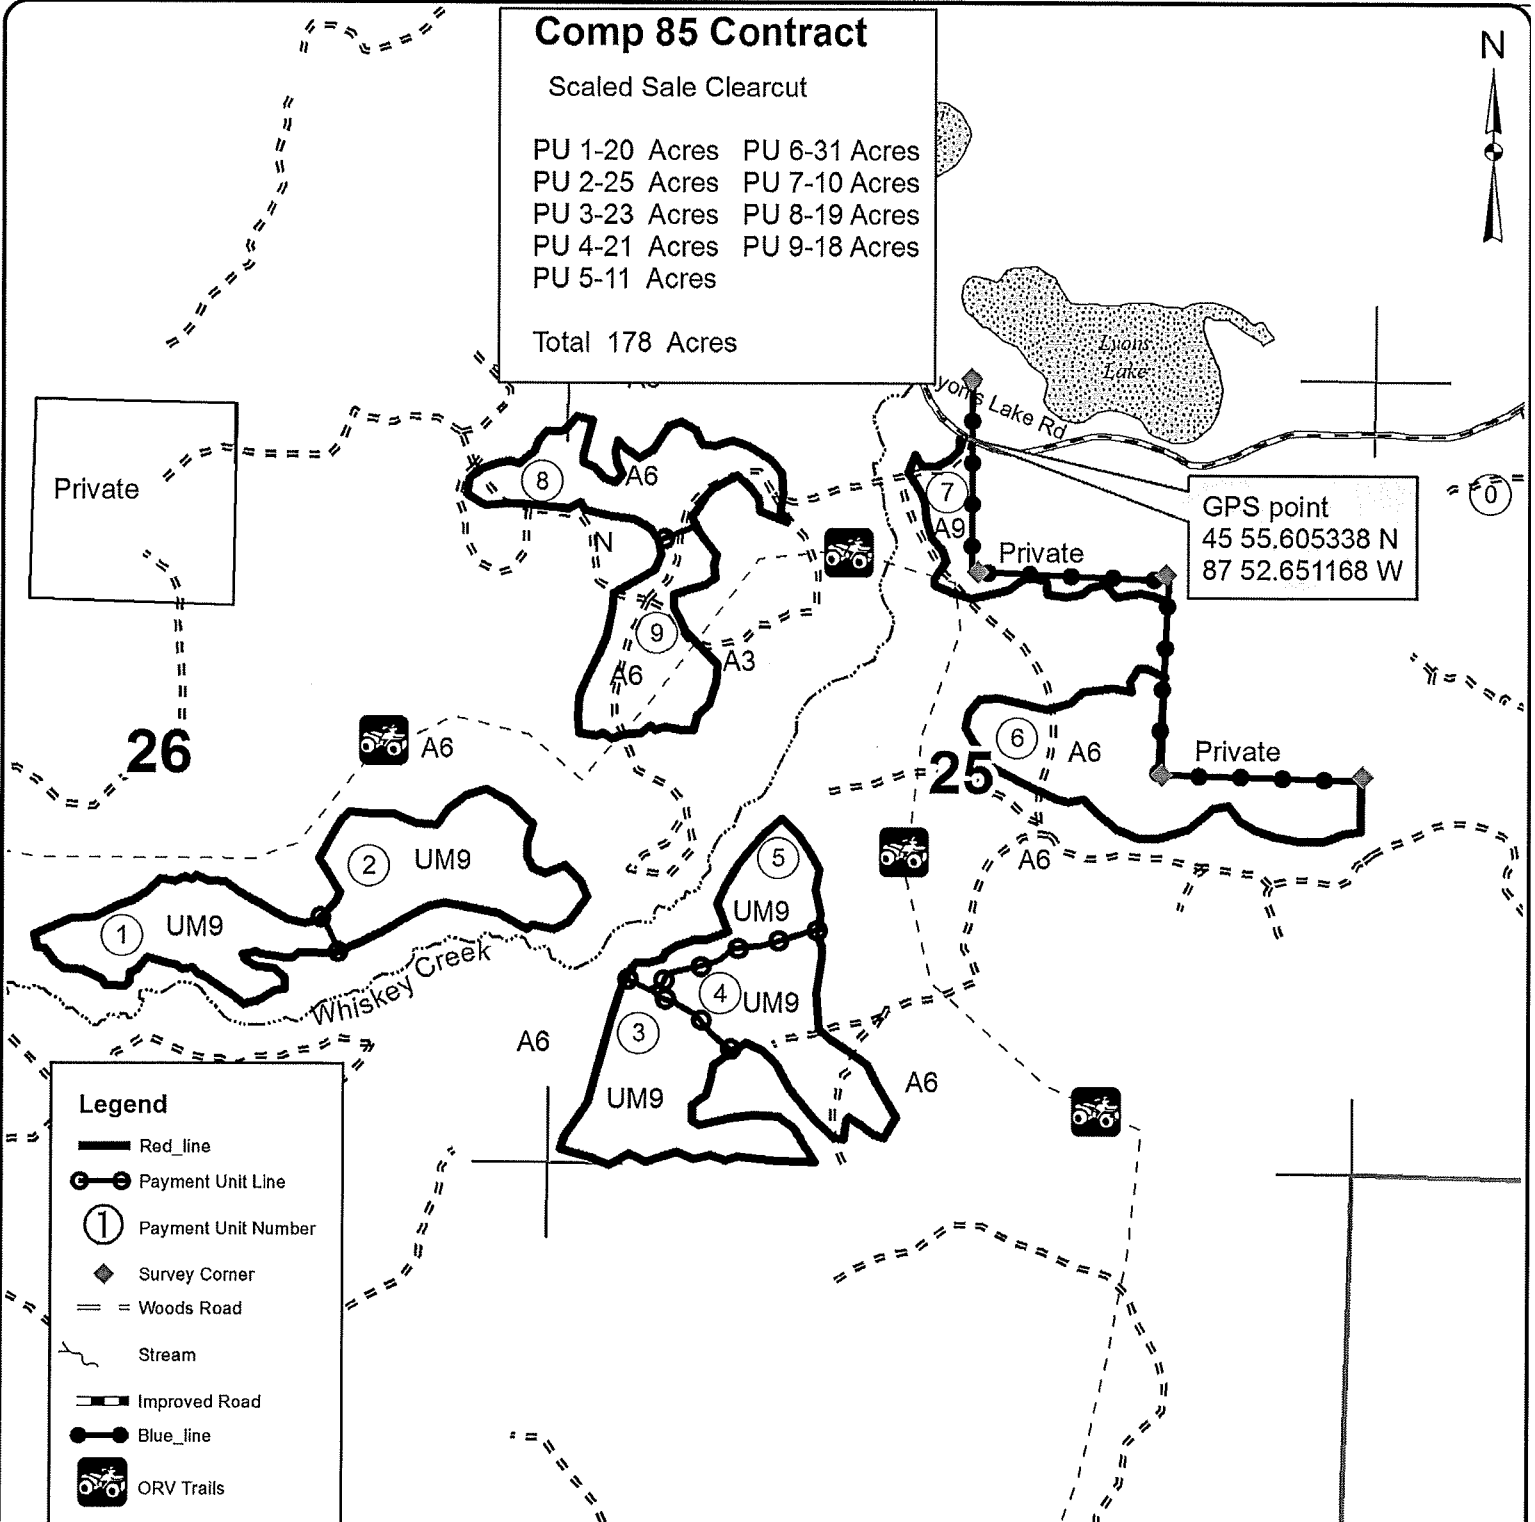 Comp 85 Contract
Scaled Sale Clearcut
PU 1-20 Acres PU 6-31 Acres
PU 2-25 Acres PU 7-10 Acres
PU 3-23 Acres PU 8-19 Acres
PU 4-21 Acres PU 9-18 Acres
PU 5-11 Acres
Total 178 Acres
N
Lyons
Lake
yons Lake Rd
Private
8
A6
7
A9
0
GPS point
45 55.605338 N
87 52.651168 W
N
Private
9
A6
A3
26
A6
6
A6
25
Private
2
UM9
5
A6
1
UM9
UM9
Whiskey Creek
4
UM9
3
A6
UM9
A6
Legend
Red_line
Payment Unit Line
1
Payment Unit Number
Survey Corner
Woods Road
Stream
Improved Road
Blue_line
ORV Trails